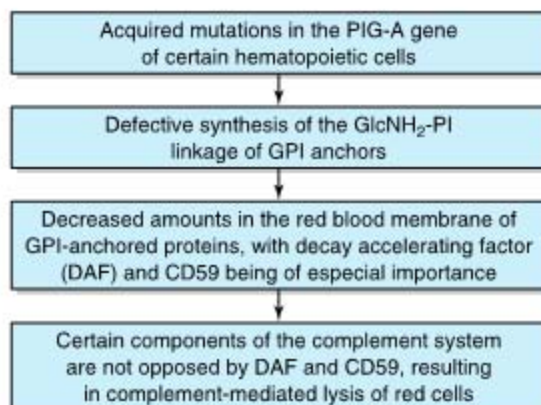 Acquired mutations in the PIG-A gene
of certain hematopoietic cells
Defective synthesis of the GlcNH₂-PI
linkage of GPI anchors
Decreased amounts in the red blood membrane of
GPI-anchored proteins, with decay accelerating factor
(DAF) and CD59 being of especial importance
Certain components of the complement system
are not opposed by DAF and CD59, resulting
in complement-mediated lysis of red cells